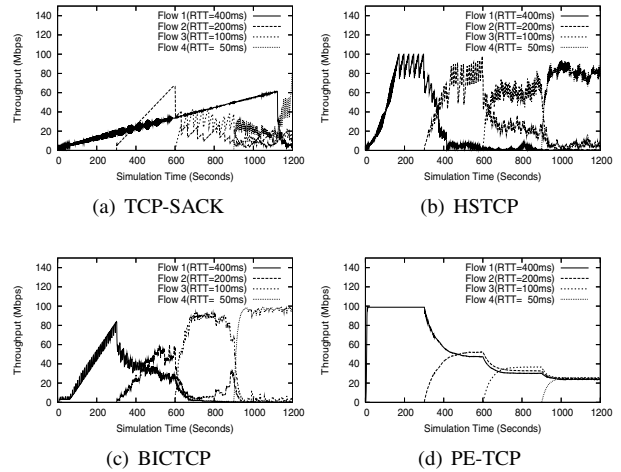 Throughput (Mbps)
140
120
100
80
60
40
20
0
Flow 1(RTT=400ms)
Flow 2(RTT=200ms)
Flow 3(RTT=100ms)
Flow 4(RTT= 50ms)
0 200 400 600 800 1000 1200
Simulation Time (Seconds)
(a) TCP-SACK
Throughput (Mbps)
140
120
100
80
60
40
20
0
Flow 1(RTT=400ms)
Flow 2(RTT=200ms)
Flow 3(RTT=100ms)
Flow 4(RTT= 50ms)
0 200 400 600 800 1000 1200
Simulation Time (Seconds)
(b) HSTCP
Throughput (Mbps)
140
120
100
80
60
40
20
0
Flow 1(RTT=400ms)
Flow 2(RTT=200ms)
Flow 3(RTT=100ms)
Flow 4(RTT= 50ms)
0 200 400 600 800 1000 1200
Simulation Time (Seconds)
(c) BICTCP
Throughput (Mbps)
140
120
100
80
60
40
20
0
Flow 1(RTT=400ms)
Flow 2(RTT=200ms)
Flow 3(RTT=100ms)
Flow 4(RTT= 50ms)
0 200 400 600 800 1000 1200
Simulation Time (Seconds)
(d) PE-TCP